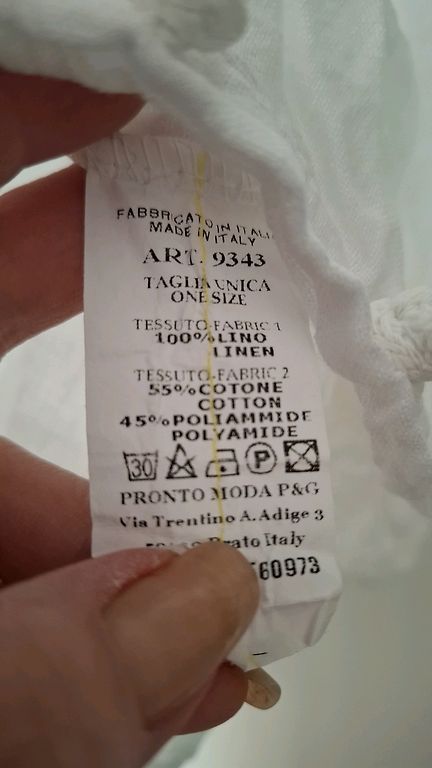 FABBRICATO IN ITALI
MADE IN ITALY
ART. 9343
TAGLIA UNICA
ONE SIZE
TESSUTO-FABRIC 1
100%LINO
LINEN
TESSUTO-FABRIC 2
55%COTONE
COTTON
45%POLIAMMIDE
POLYAMIDE
30 P
PRONTO MODA P&G
Via Trentino A. Adige 3
Prato Italy
60973